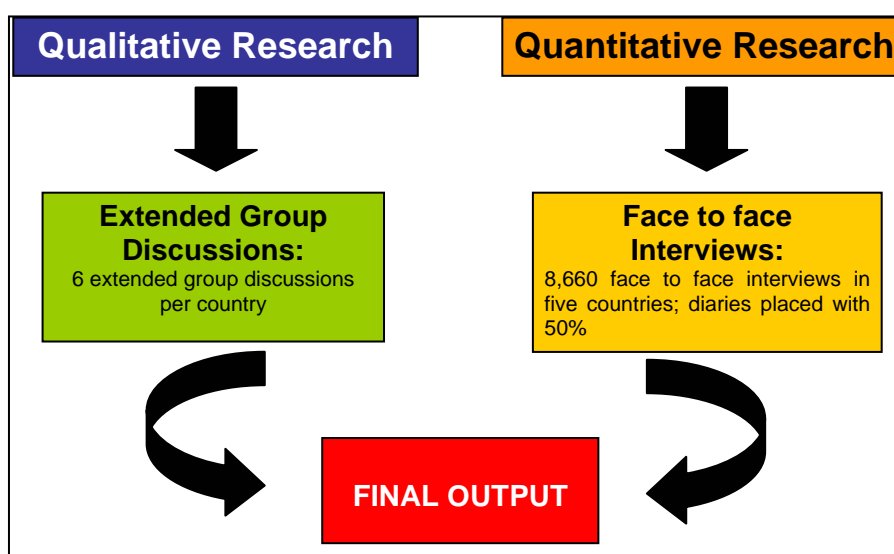 Qualitative Research
Quantitative Research
Extended Group
Discussions:
6 extended group discussions
per country
Face to face
Interviews:
8,660 face to face interviews in
five countries; diaries placed with
50%
FINAL OUTPUT